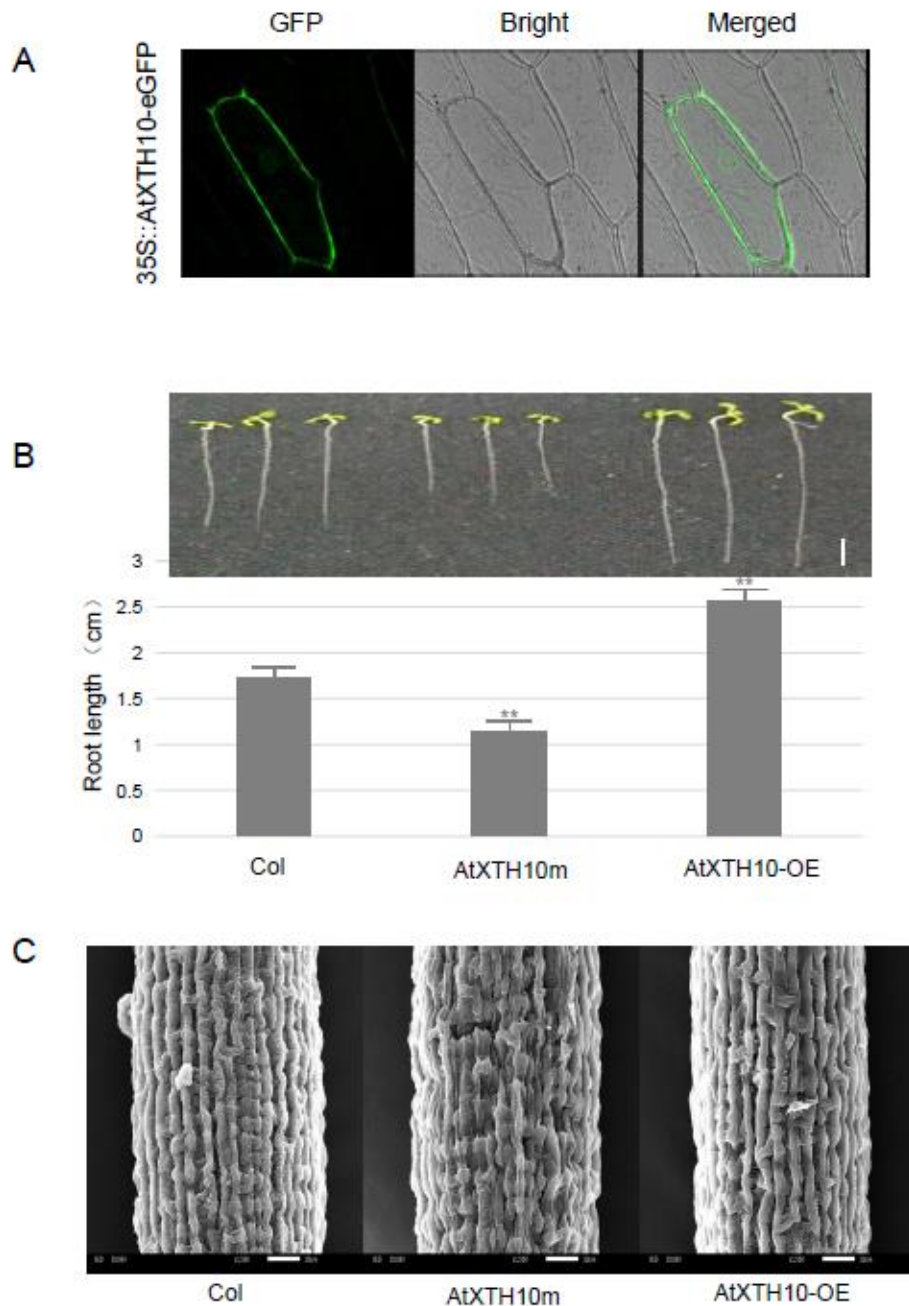 GFP Bright Merged
A
35S::AtXTH10-eGFP
B
3
2.5
2
1.5
1
0.5
0
Root length （cm）
**
**
Col AtXTH10m AtXTH10-OE
C
Col AtXTH10m AtXTH10-OE